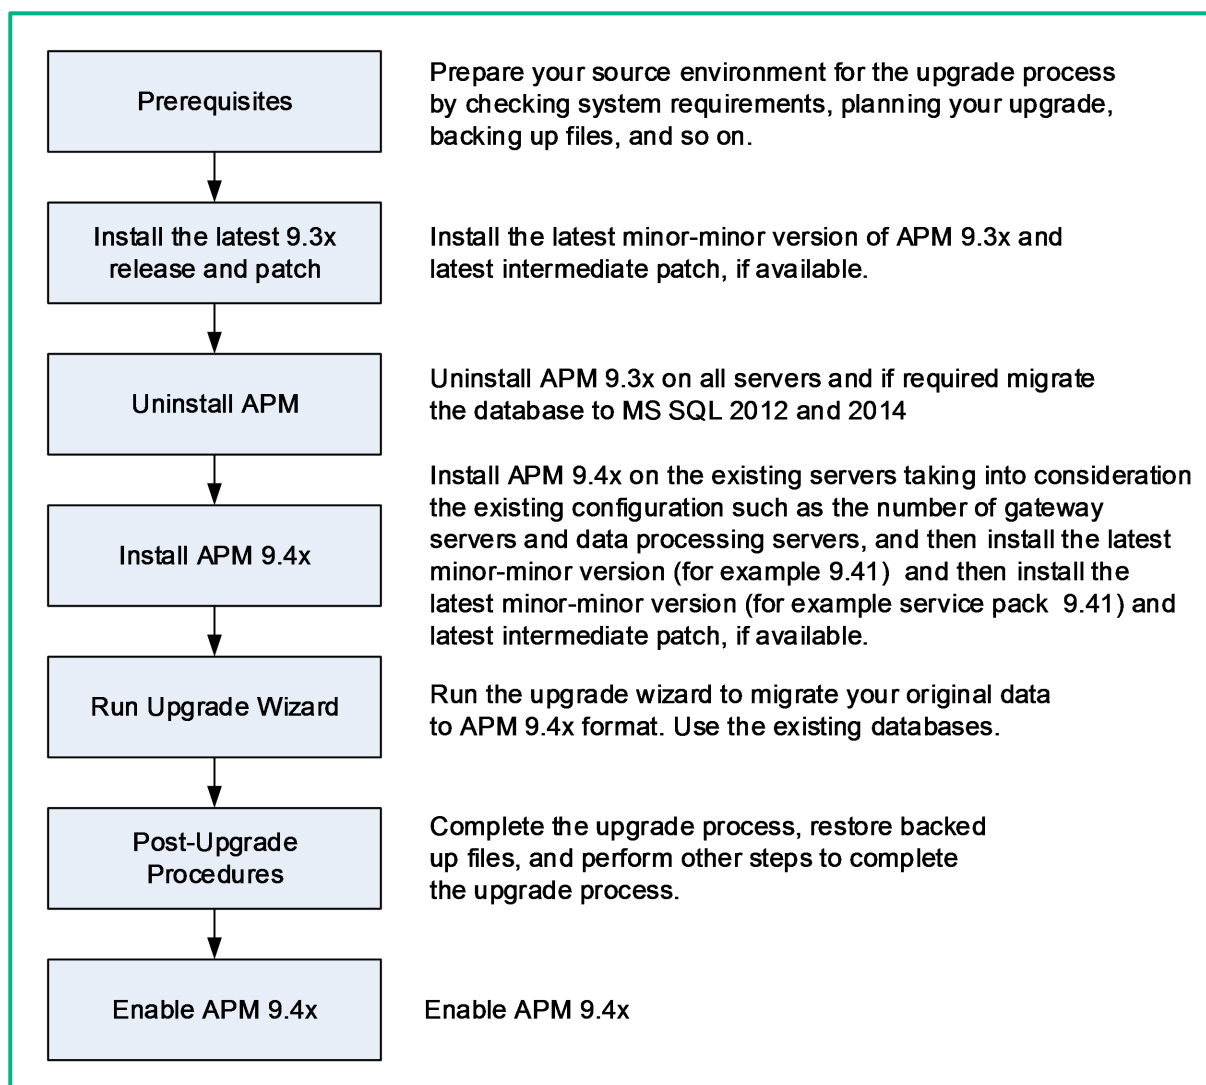 Prerequisites
Prepare your source environment for the upgrade process
by checking system requirements, planning your upgrade,
backing up files, and so on.
Install the latest 9.3x
release and patch
Install the latest minor-minor version of APM 9.3x and
latest intermediate patch, if available.
Uninstall APM
Uninstall APM 9.3x on all servers and if required migrate
the database to MS SQL 2012 and 2014
Install APM 9.4x
Install APM 9.4x on the existing servers taking into consideration
the existing configuration such as the number of gateway
servers and data processing servers, and then install the latest
minor-minor version (for example 9.41)  and then install the
latest minor-minor version (for example service pack  9.41) and
latest intermediate patch, if available.
Run Upgrade Wizard
Run the upgrade wizard to migrate your original data
to APM 9.4x format. Use the existing databases.
Post-Upgrade
Procedures
Complete the upgrade process, restore backed
up files, and perform other steps to complete
the upgrade process.
Enable APM 9.4x
Enable APM 9.4x